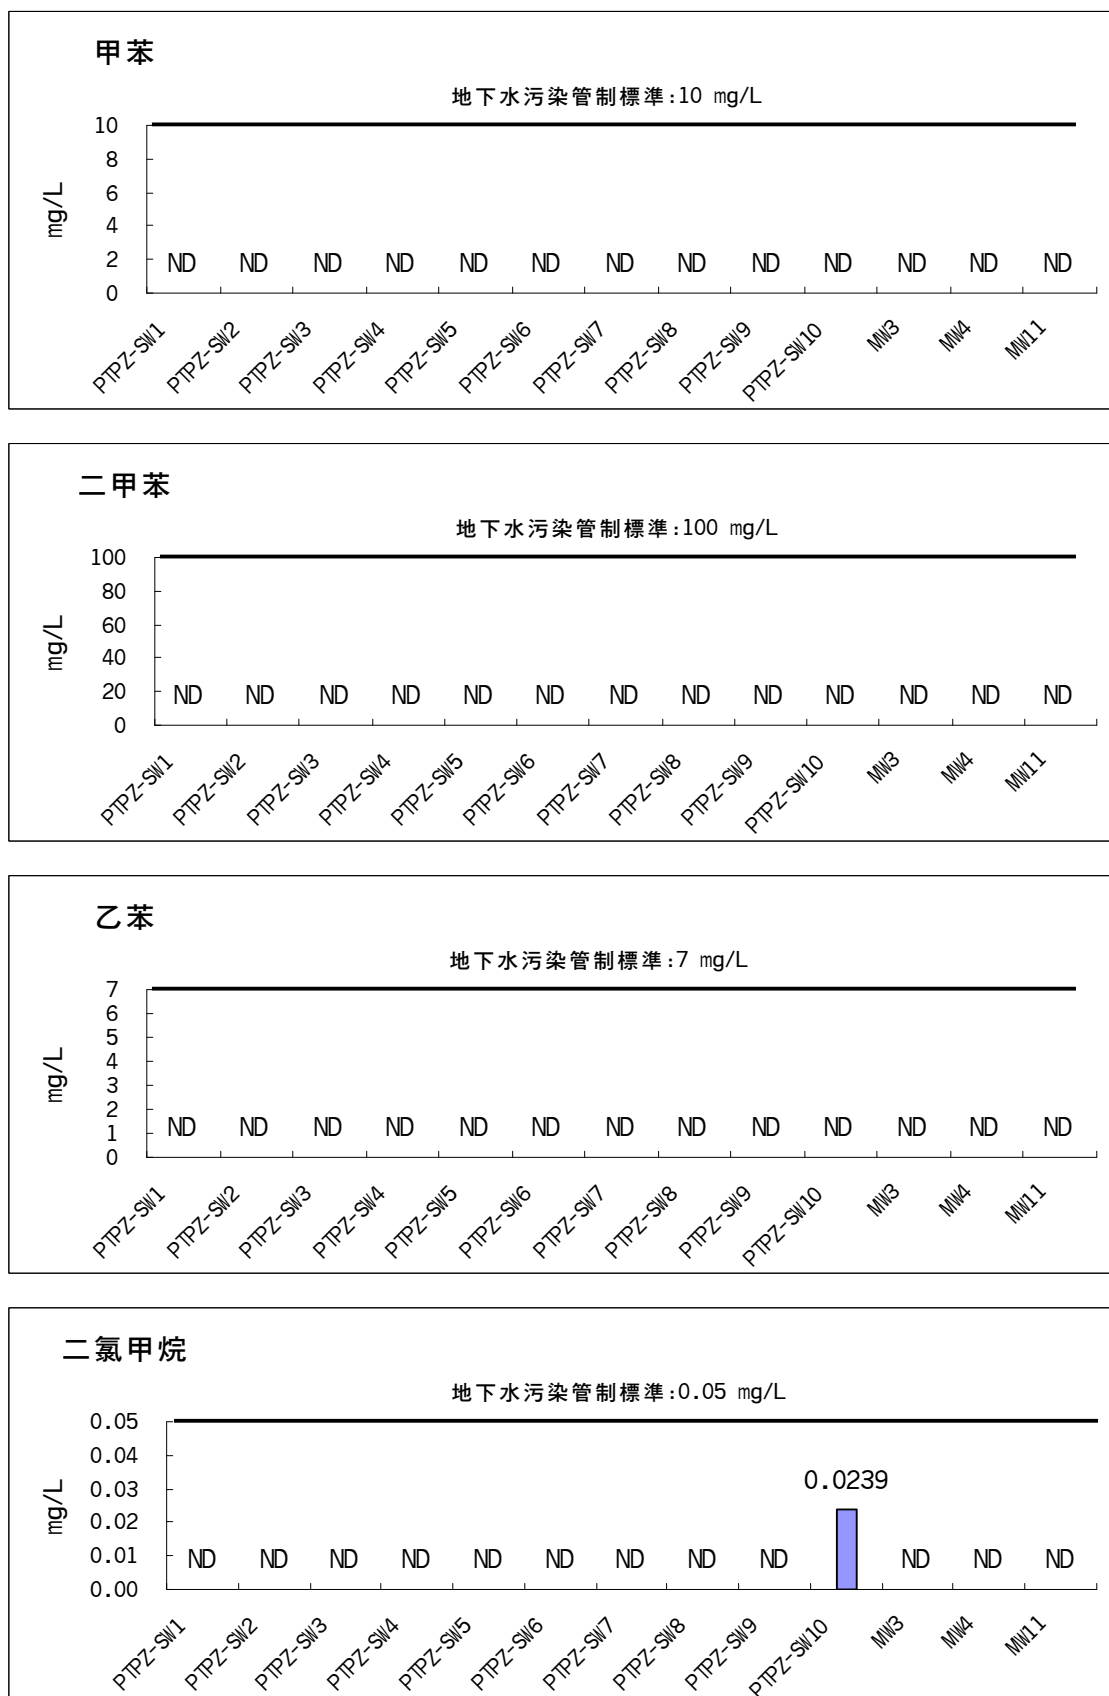 甲苯
地下水污染管制標準:10 mg/L
mg/L
10
8
6
4
2
0
ND ND ND ND ND ND ND ND ND ND ND ND ND
PTPZ-SW1 PTPZ-SW2 PTPZ-SW3 PTPZ-SW4 PTPZ-SW5 PTPZ-SW6 PTPZ-SW7 PTPZ-SW8 PTPZ-SW9 PTPZ-SW10 MW3 MW4 MW11
二甲苯
地下水污染管制標準:100 mg/L
mg/L
100
80
60
40
20
0
ND ND ND ND ND ND ND ND ND ND ND ND ND
PTPZ-SW1 PTPZ-SW2 PTPZ-SW3 PTPZ-SW4 PTPZ-SW5 PTPZ-SW6 PTPZ-SW7 PTPZ-SW8 PTPZ-SW9 PTPZ-SW10 MW3 MW4 MW11
乙苯
地下水污染管制標準:7 mg/L
mg/L
7
6
5
4
3
2
1
0
ND ND ND ND ND ND ND ND ND ND ND ND ND
PTPZ-SW1 PTPZ-SW2 PTPZ-SW3 PTPZ-SW4 PTPZ-SW5 PTPZ-SW6 PTPZ-SW7 PTPZ-SW8 PTPZ-SW9 PTPZ-SW10 MW3 MW4 MW11
二氯甲烷
地下水污染管制標準:0.05 mg/L
mg/L
0.05
0.04
0.03
0.02
0.01
0.00
0.0239
ND ND ND ND ND ND ND ND ND ND ND ND
PTPZ-SW1 PTPZ-SW2 PTPZ-SW3 PTPZ-SW4 PTPZ-SW5 PTPZ-SW6 PTPZ-SW7 PTPZ-SW8 PTPZ-SW9 PTPZ-SW10 MW3 MW4 MW11